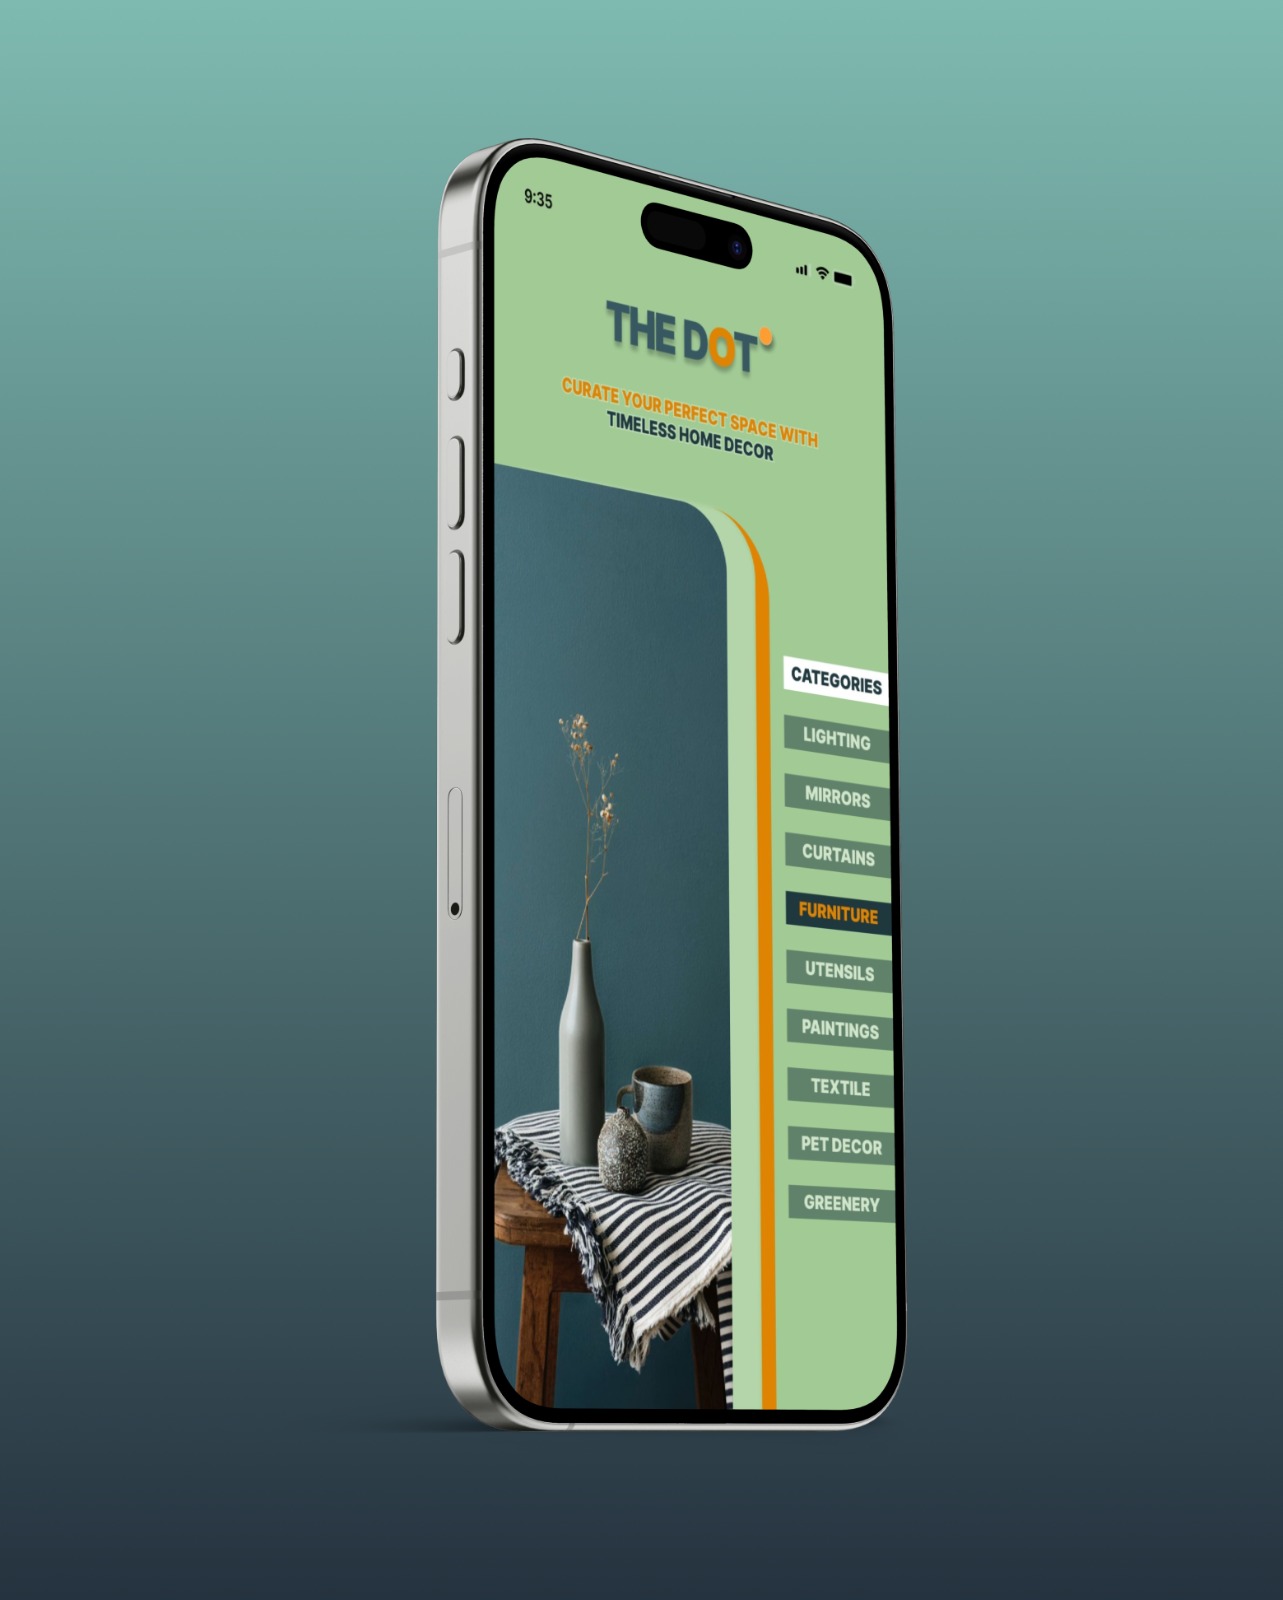 9:35
THE DOT
CURATE YOUR PERFECT SPACE WITH
TIMELESS HOME DECOR
CATEGORIES
LIGHTING
MIRRORS
CURTAINS
FURNITURE
UTENSILS
PAINTINGS
TEXTILE
PET DECOR
GREENERY